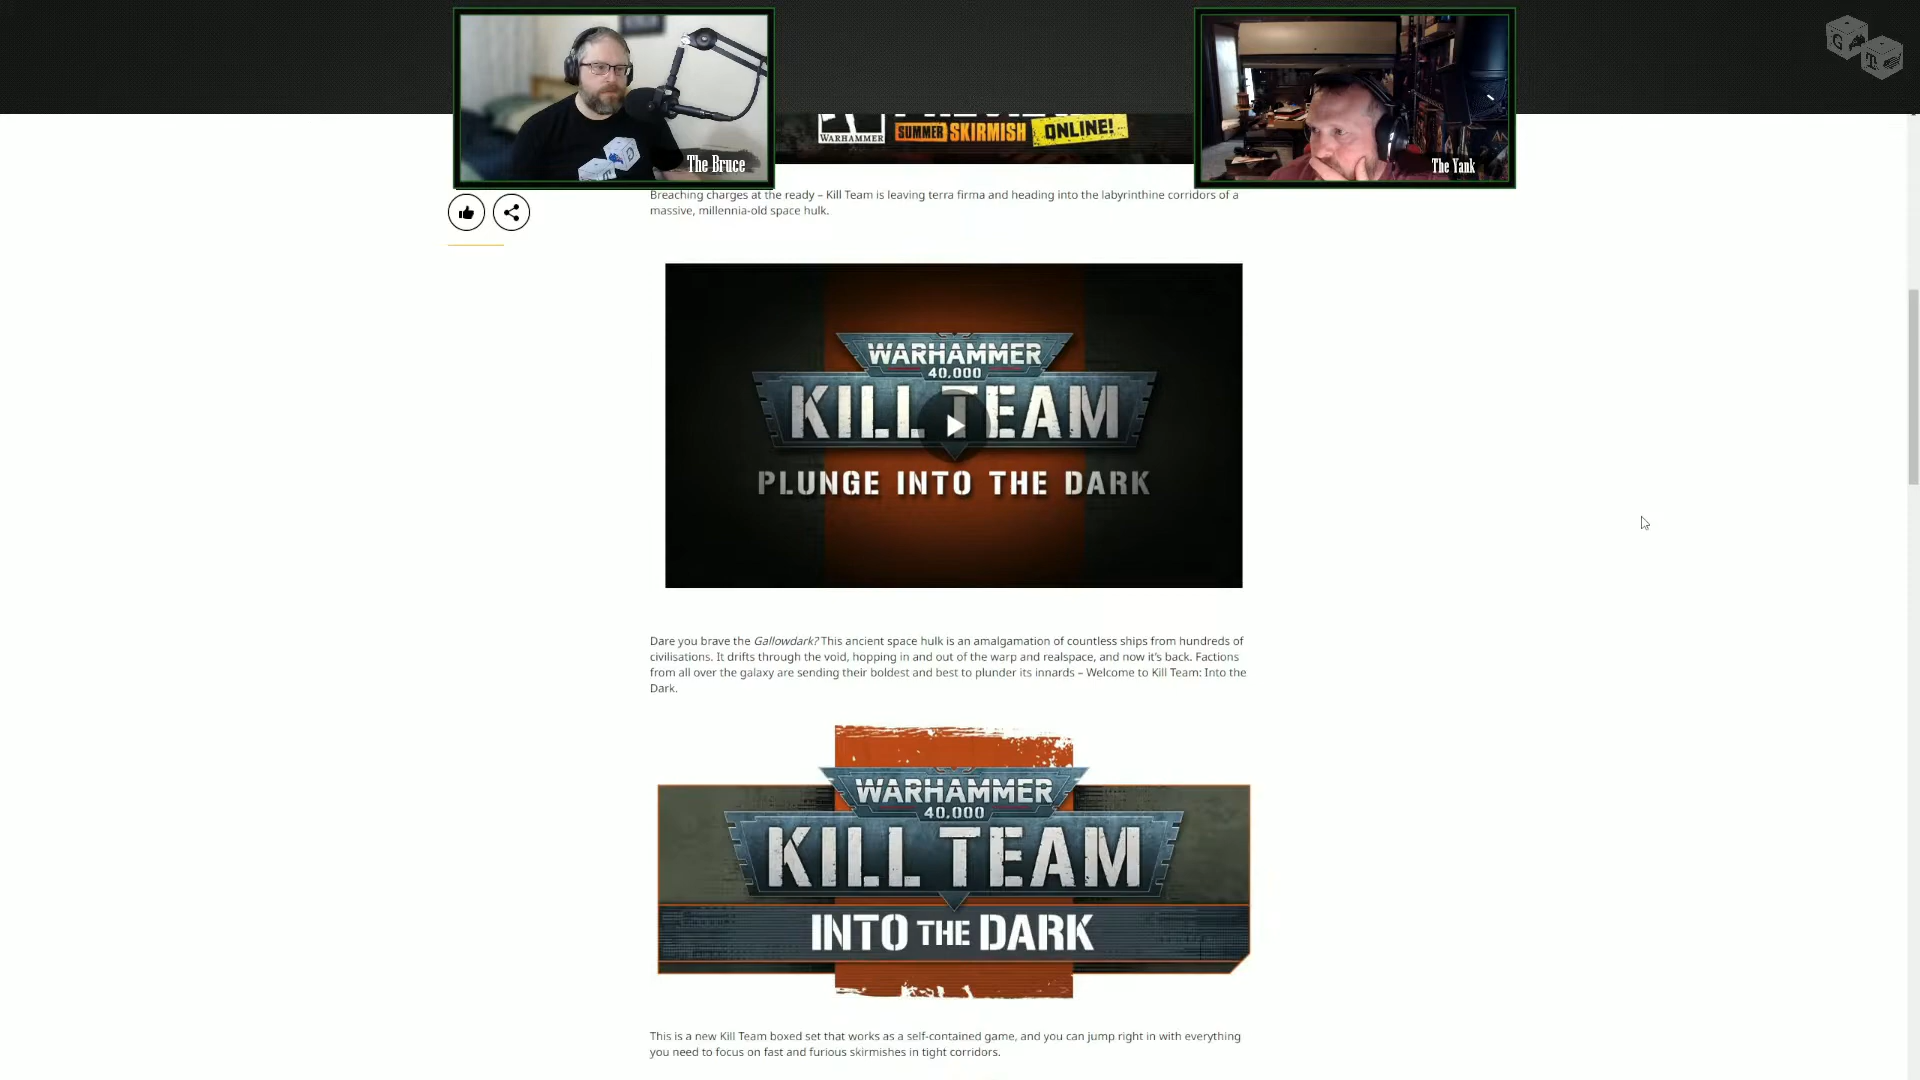 G
T
WARHAMMER
SUMMER SKIRMISH ONLINE!
The Bruce
The Yank
Breaching charges at the ready – Kill Team is leaving terra firma and heading into the labyrinthine corridors of a
massive, millennia-old space hulk.
WARHAMMER
40,000
KILL TEAM
PLUNGE INTO THE DARK
Dare you brave the Gallowdark? This ancient space hulk is an amalgamation of countless ships from hundreds of
civilisations. It drifts through the void, hopping in and out of the warp and realspace, and now it's back. Factions
from all over the galaxy are sending their boldest and best to plunder its innards – Welcome to Kill Team: Into the
Dark.
WARHAMMER
40,000
KILL TEAM
INTO THE DARK
This is a new Kill Team boxed set that works as a self-contained game, and you can jump right in with everything
you need to focus on fast and furious skirmishes in tight corridors.